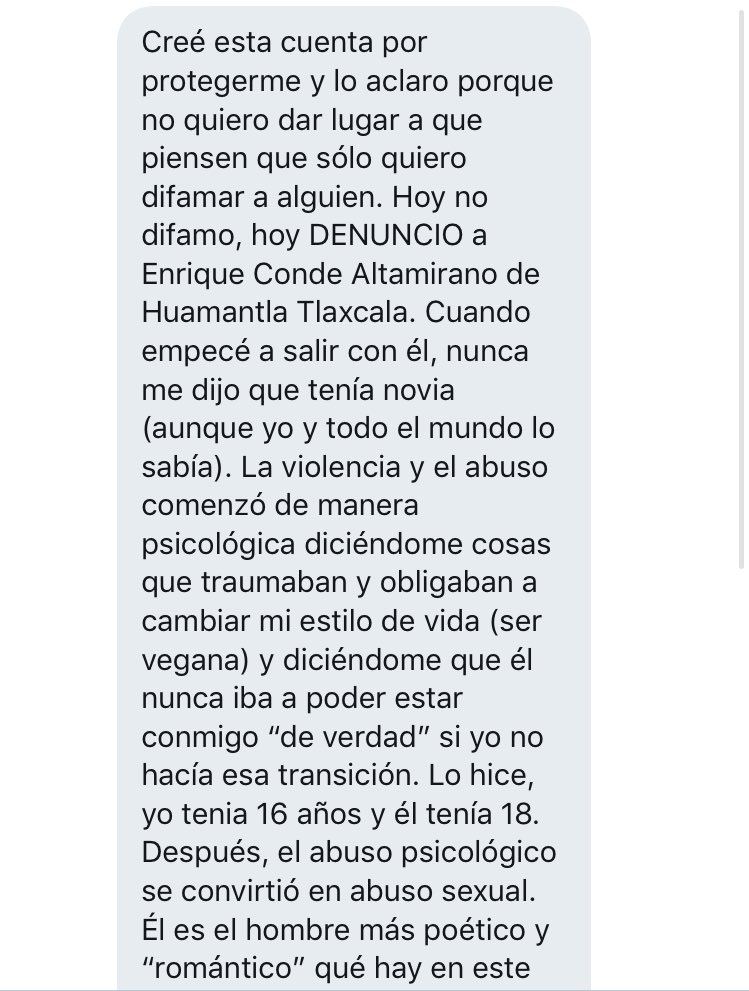 Creé esta cuenta por
protegerme y lo aclaro porque
no quiero dar lugar a que
piensen que sólo quiero
difamar a alguien. Hoy no
difamo, hoy DENUNCIO a
Enrique Conde Altamirano de
Huamantla Tlaxcala. Cuando
empecé a salir con él, nunca
me dijo que tenía novia
(aunque yo y todo el mundo lo
sabía). La violencia y el abuso
comenzó de manera
psicológica diciéndome cosas
que traumaban y obligaban a
cambiar mi estilo de vida (ser
vegana) y diciéndome que él
nunca iba a poder estar
conmigo “de verdad” si yo no
hacía esa transición. Lo hice,
yo tenia 16 años y él tenía 18.
Después, el abuso psicológico
se convirtió en abuso sexual.
Él es el hombre más poético y
“romántico” qué hay en este